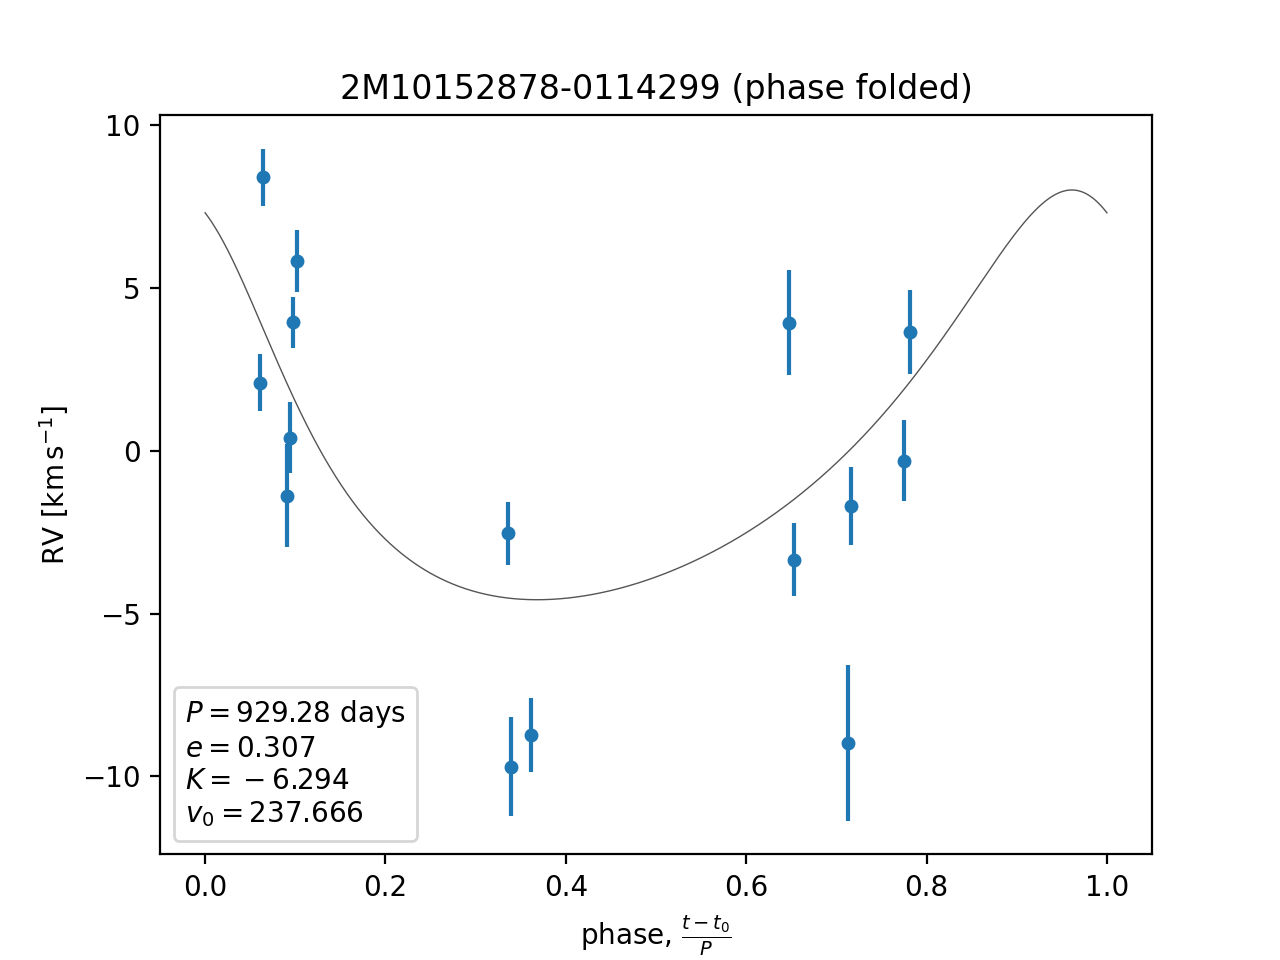 2M10152878-0114299 (phase folded)
10
5
0
−5
−10
RV [km s⁻¹]
P = 929.28 days
e = 0.307
K = −6.294
v₀ = 237.666
0.0 0.2 0.4 0.6 0.8 1.0
phase, (t − t₀)/P